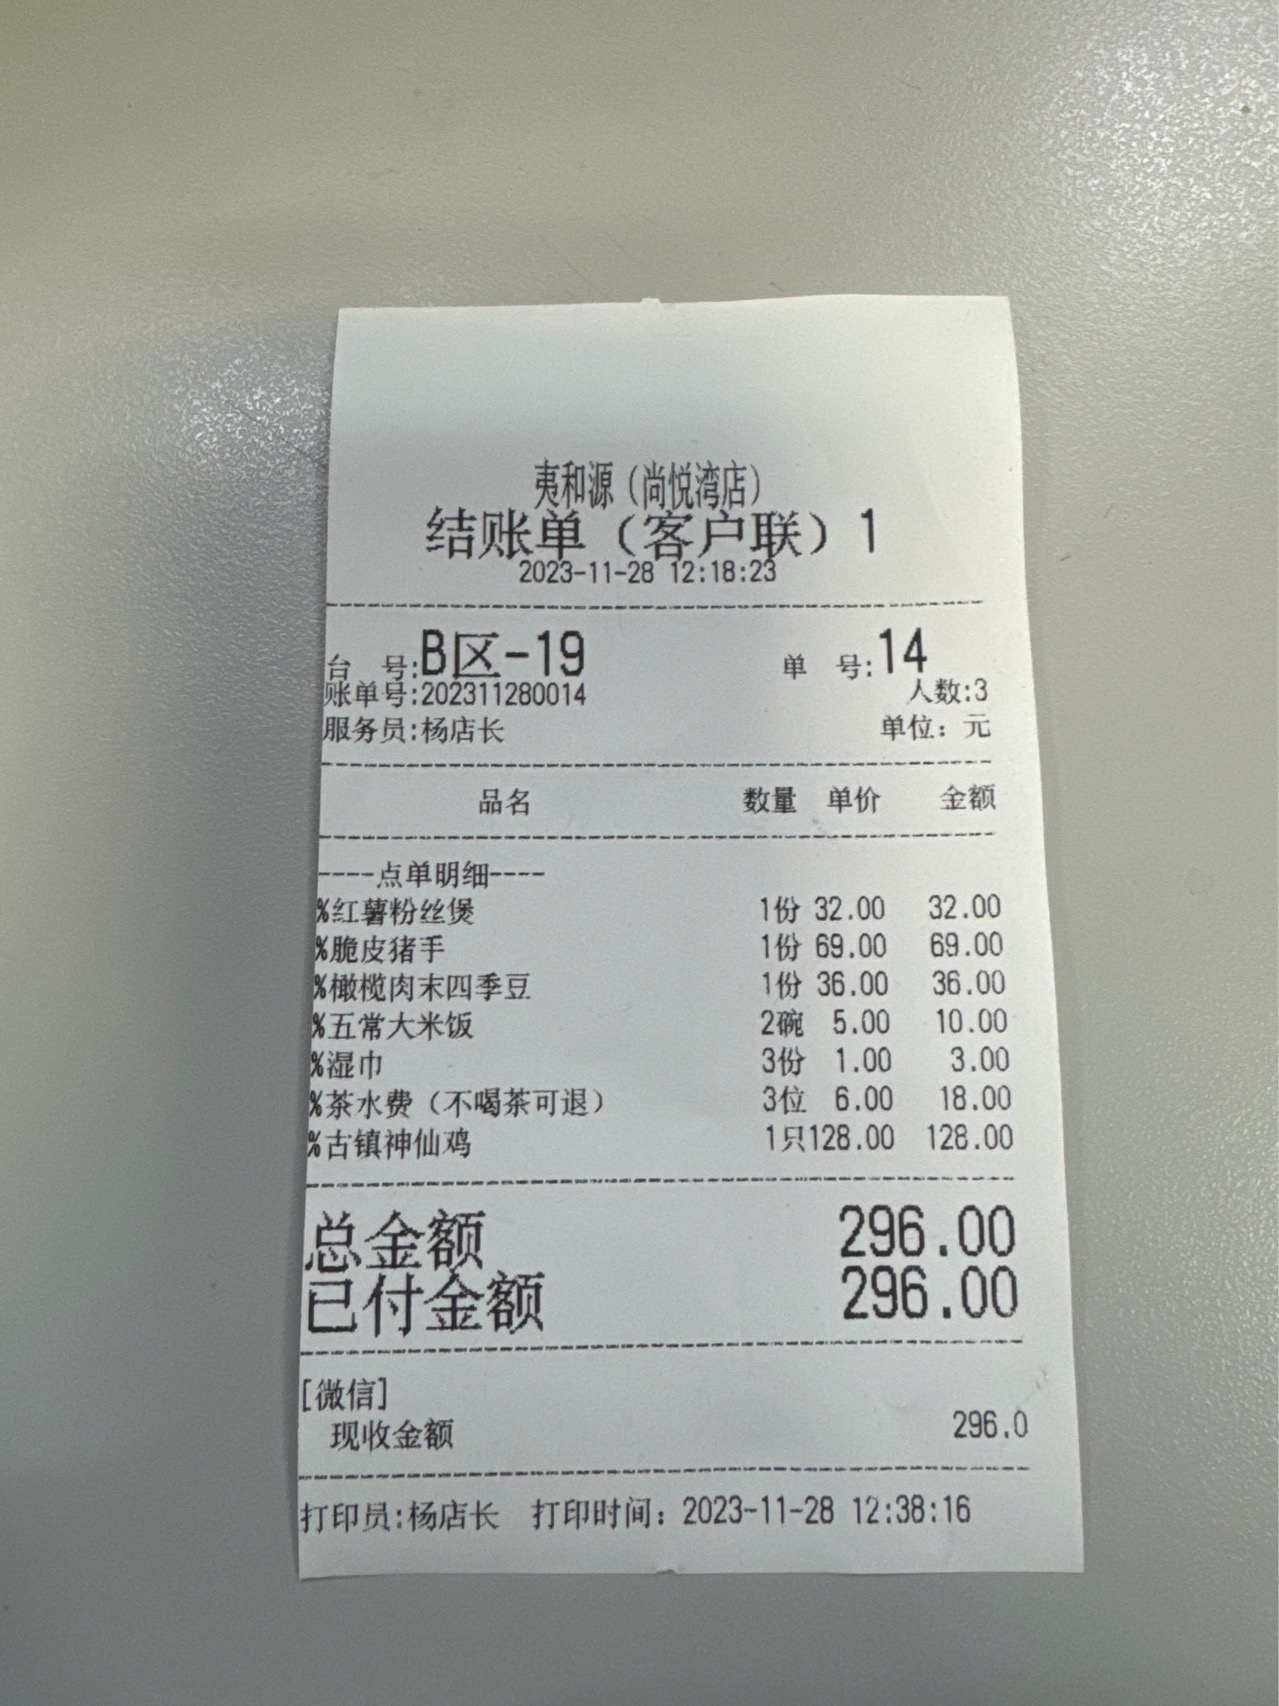 夷和源（尚悦湾店）
结账单（客户联）1
2023-11-28 12:18:23
台 号:B区-19 单 号:14
账单号:202311280014 人数:3
服务员:杨店长 单位：元
品名 数量 单价 金额
----点单明细----
%红薯粉丝煲 1份 32.00 32.00
%脆皮猪手 1份 69.00 69.00
%橄榄肉末四季豆 1份 36.00 36.00
%五常大米饭 2碗 5.00 10.00
%湿巾 3份 1.00 3.00
%茶水费（不喝茶可退） 3位 6.00 18.00
%古镇神仙鸡 1只128.00 128.00
总金额 296.00
已付金额 296.00
[微信]
现收金额 296.0
打印员:杨店长 打印时间：2023-11-28 12:38:16